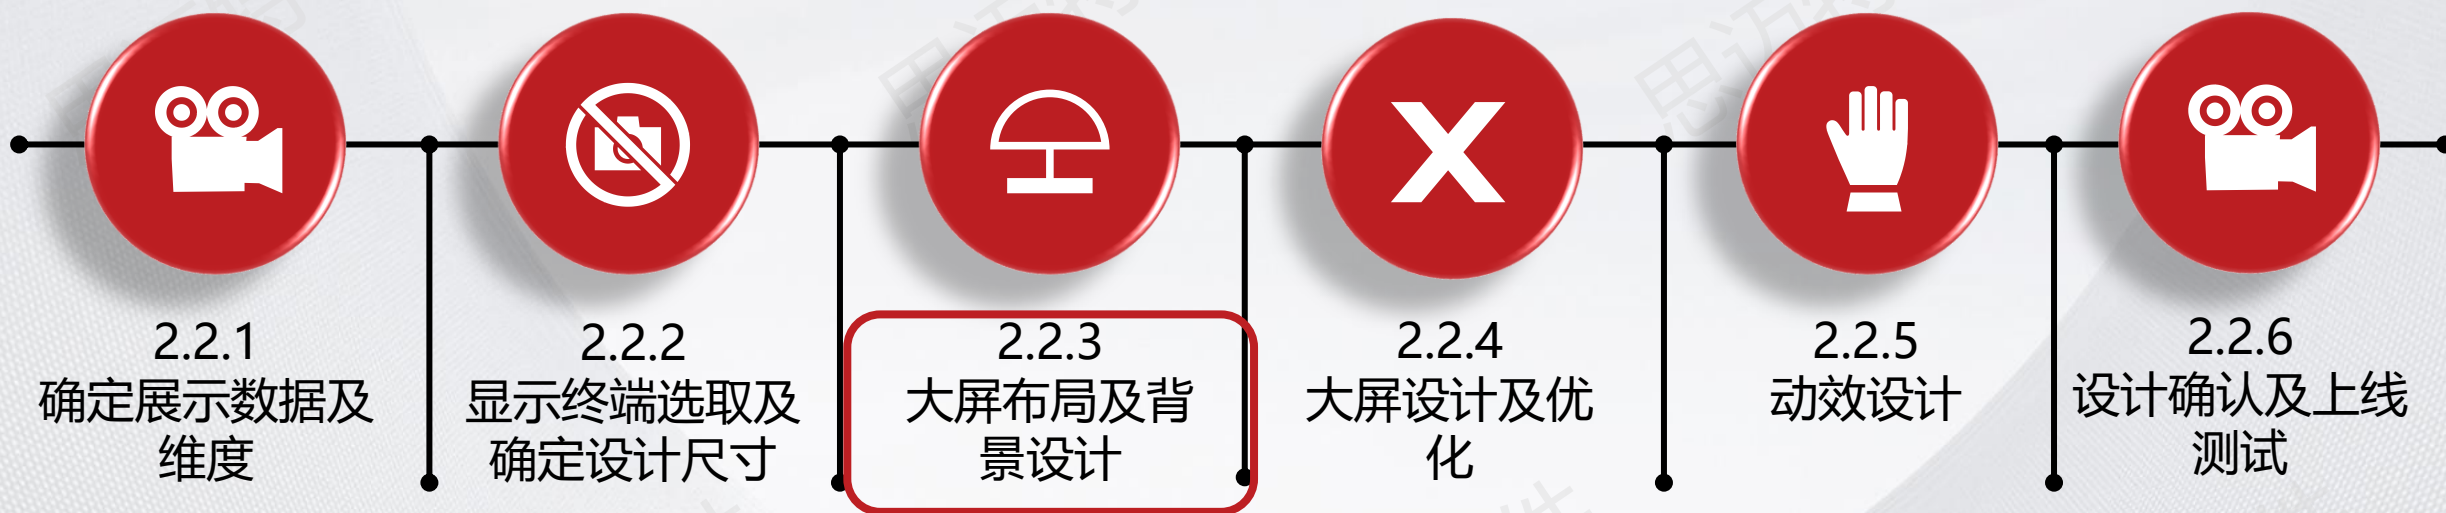 2.2.1
确定展示数据及
维度
2.2.2
显示终端选取及
确定设计尺寸
2.2.3
大屏布局及背
景设计
2.2.4
大屏设计及优
化
2.2.5
动效设计
2.2.6
设计确认及上线
测试